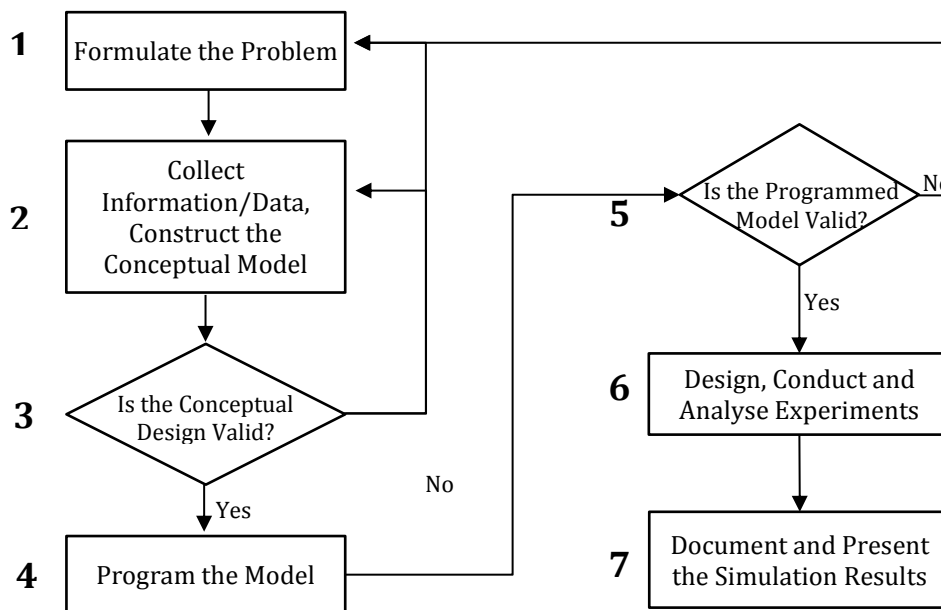 1
Formulate the Problem
2
Collect
Information/Data,
Construct the
Conceptual Model
3
Is the Conceptual
Design Valid?
No
Yes
4
Program the Model
5
Is the Programmed
Model Valid?
No
Yes
6
Design, Conduct and
Analyse Experiments
7
Document and Present
the Simulation Results